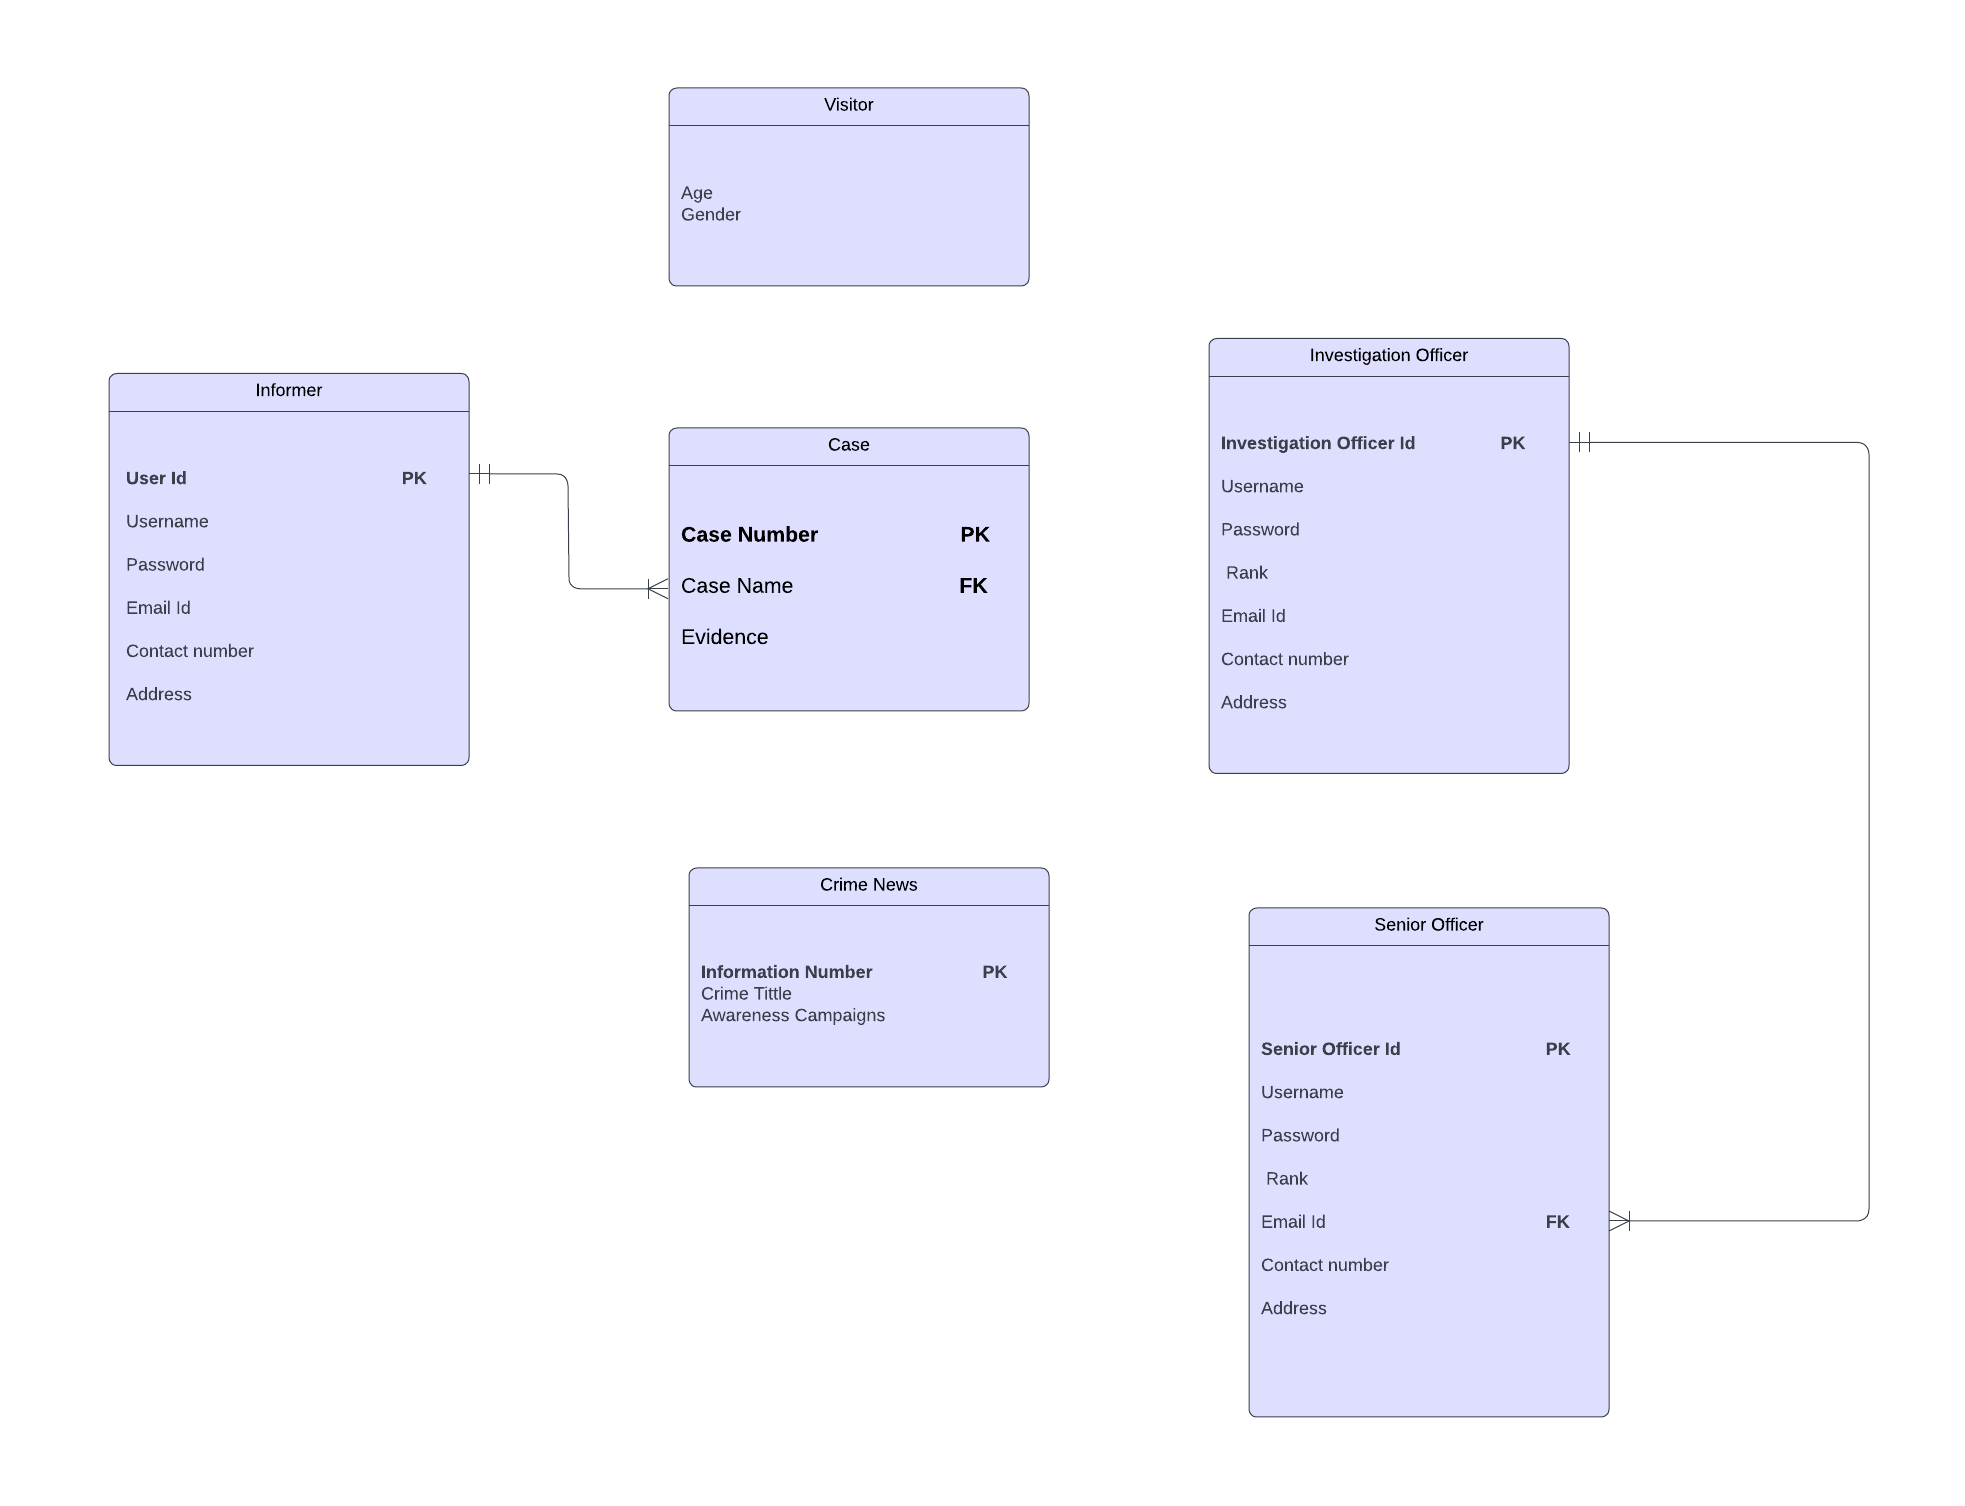 Visitor
Age
Gender
Informer
User Id PK
Username
Password
Email Id
Contact number
Address
Case
Case Number PK
Case Name FK
Evidence
Investigation Officer
Investigation Officer Id PK
Username
Password
Rank
Email Id
Contact number
Address
Crime News
Information Number PK
Crime Tittle
Awareness Campaigns
Senior Officer
Senior Officer Id PK
Username
Password
Rank
Email Id FK
Contact number
Address